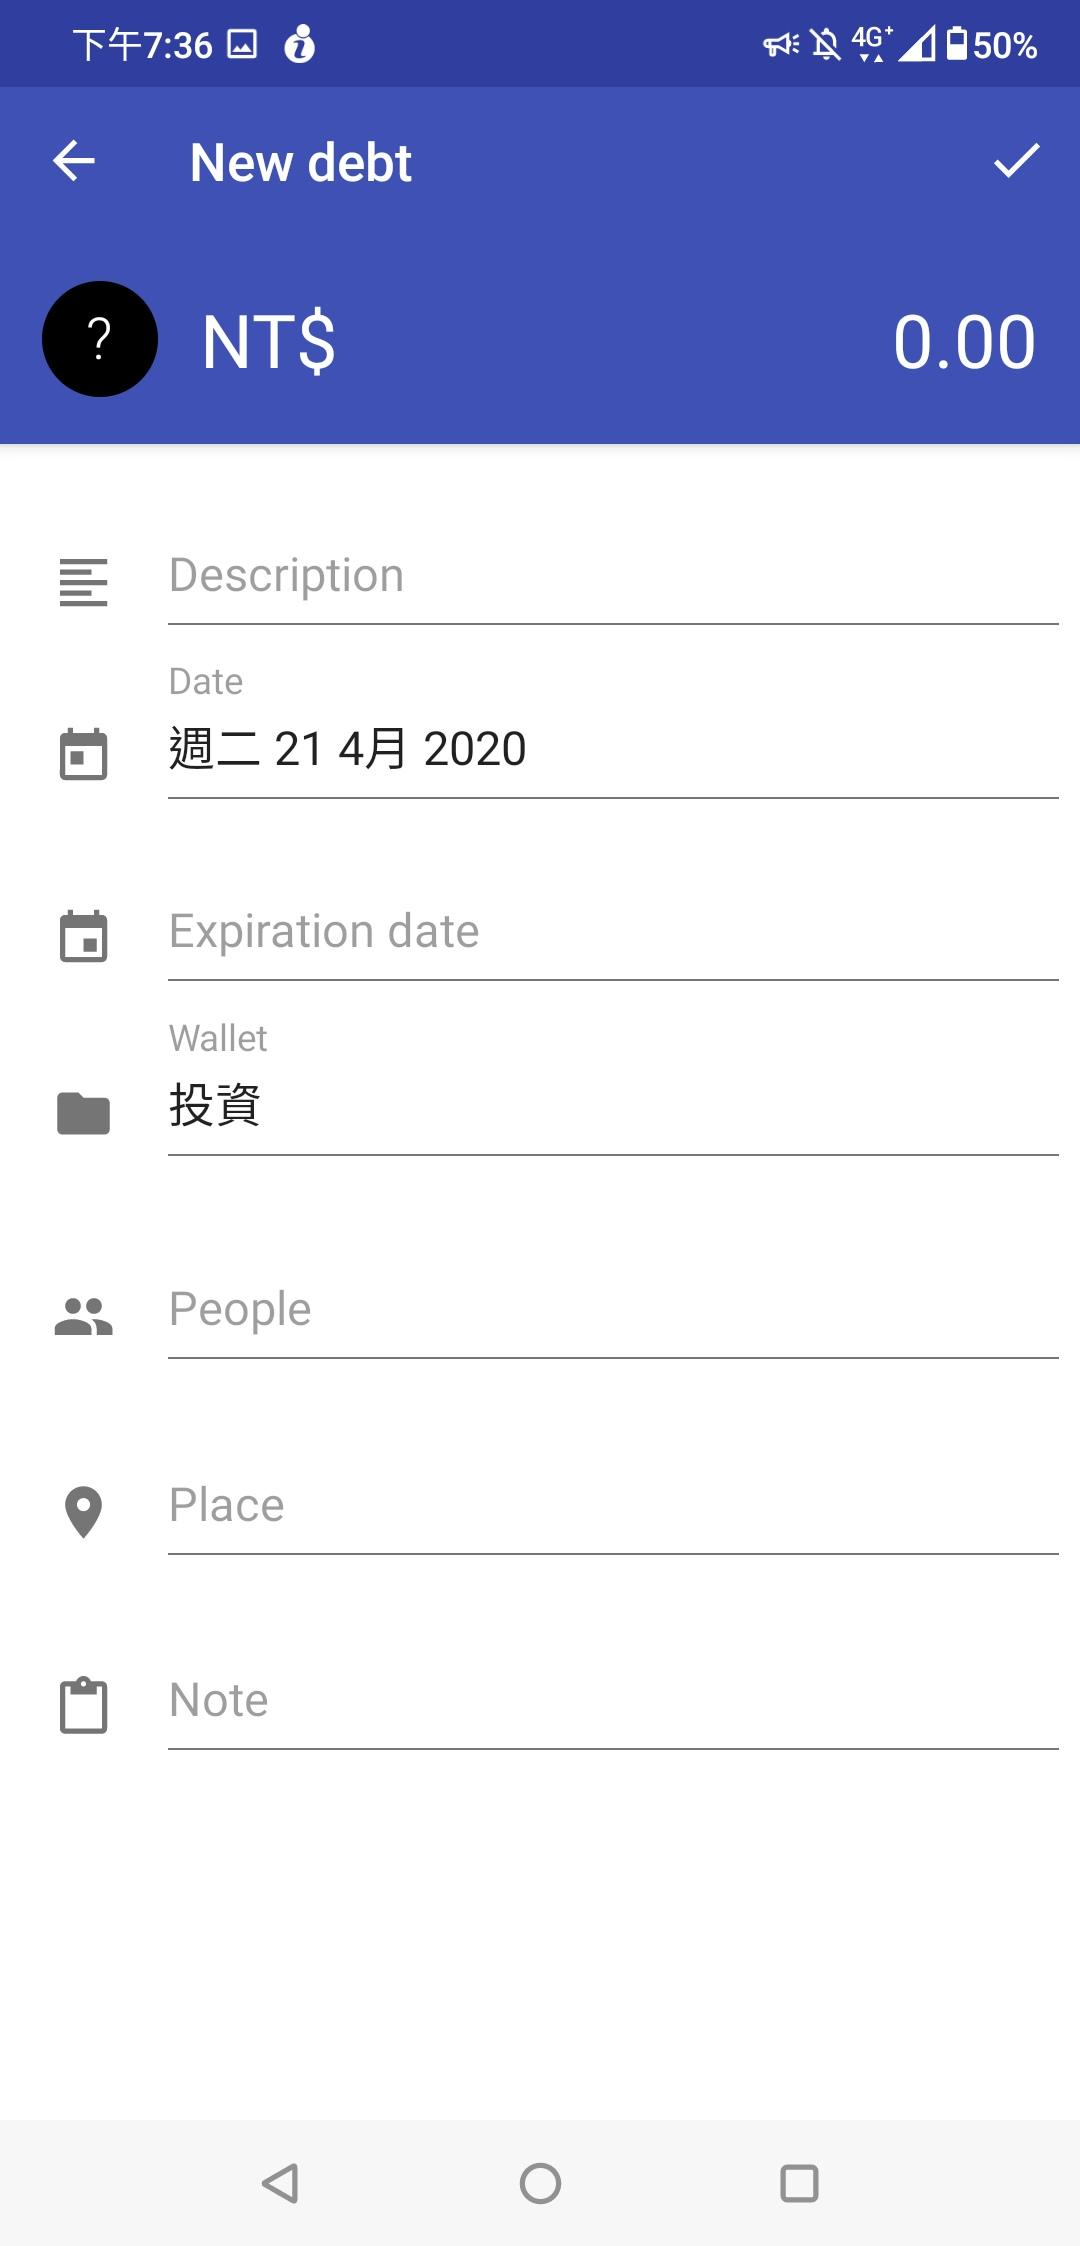 下午7:36 4G+ 50%
New debt
? NT$ 0.00
Description
Date
週二 21 4月 2020
Expiration date
Wallet
投資
People
Place
Note